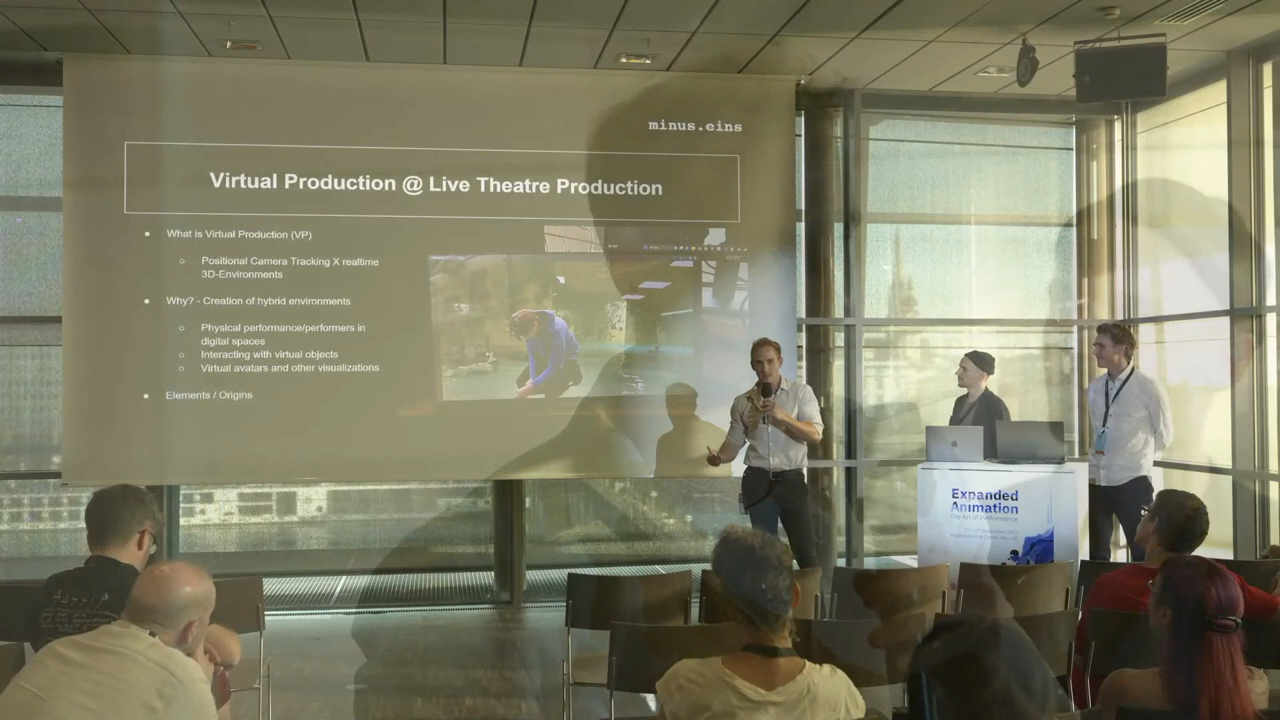 minus.eins
Virtual Production @ Live Theatre Production
● What is Virtual Production (VP)
○ Positional Camera Tracking X realtime
3D-Environments
● Why? - Creation of hybrid environments
○ Physical performance/performers in
digital spaces
○ Interacting with virtual objects
○ Virtual avatars and other visualizations
● Elements / Origins
Expanded
Animation
The Art of Performance